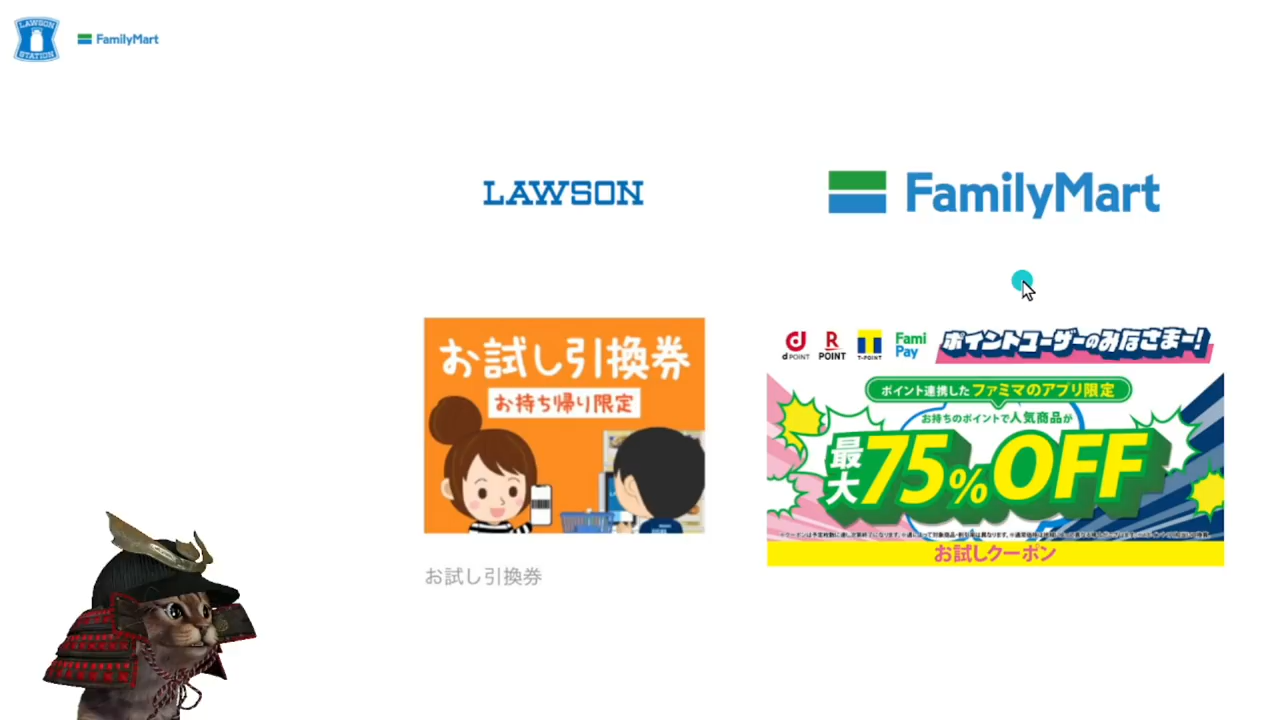 LAWSON
STATION
FamilyMart
LAWSON
FamilyMart
お試し引換券
お持ち帰り限定
お試し引換券
d POINT
R POINT
T-POINT
Fami Pay
ポイントユーザーのみなさまー!
ポイント連携したファミマのアプリ限定
お持ちのポイントで人気商品が
最大75%OFF
お試しクーポン